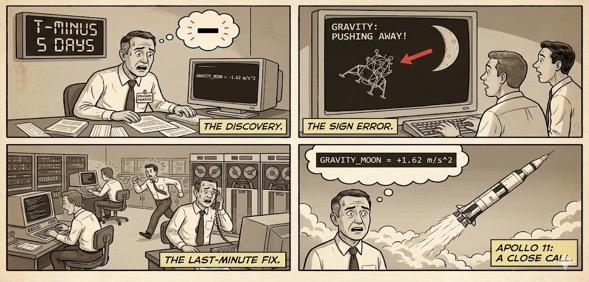 T-MINUS
5 DAYS
GRAVITY_MOON = -1.62 m/s^2
THE DISCOVERY.
GRAVITY:
PUSHING AWAY!
THE SIGN ERROR.
THE LAST-MINUTE FIX.
GRAVITY_MOON = +1.62 m/s^2
APOLLO 11:
A CLOSE CALL.